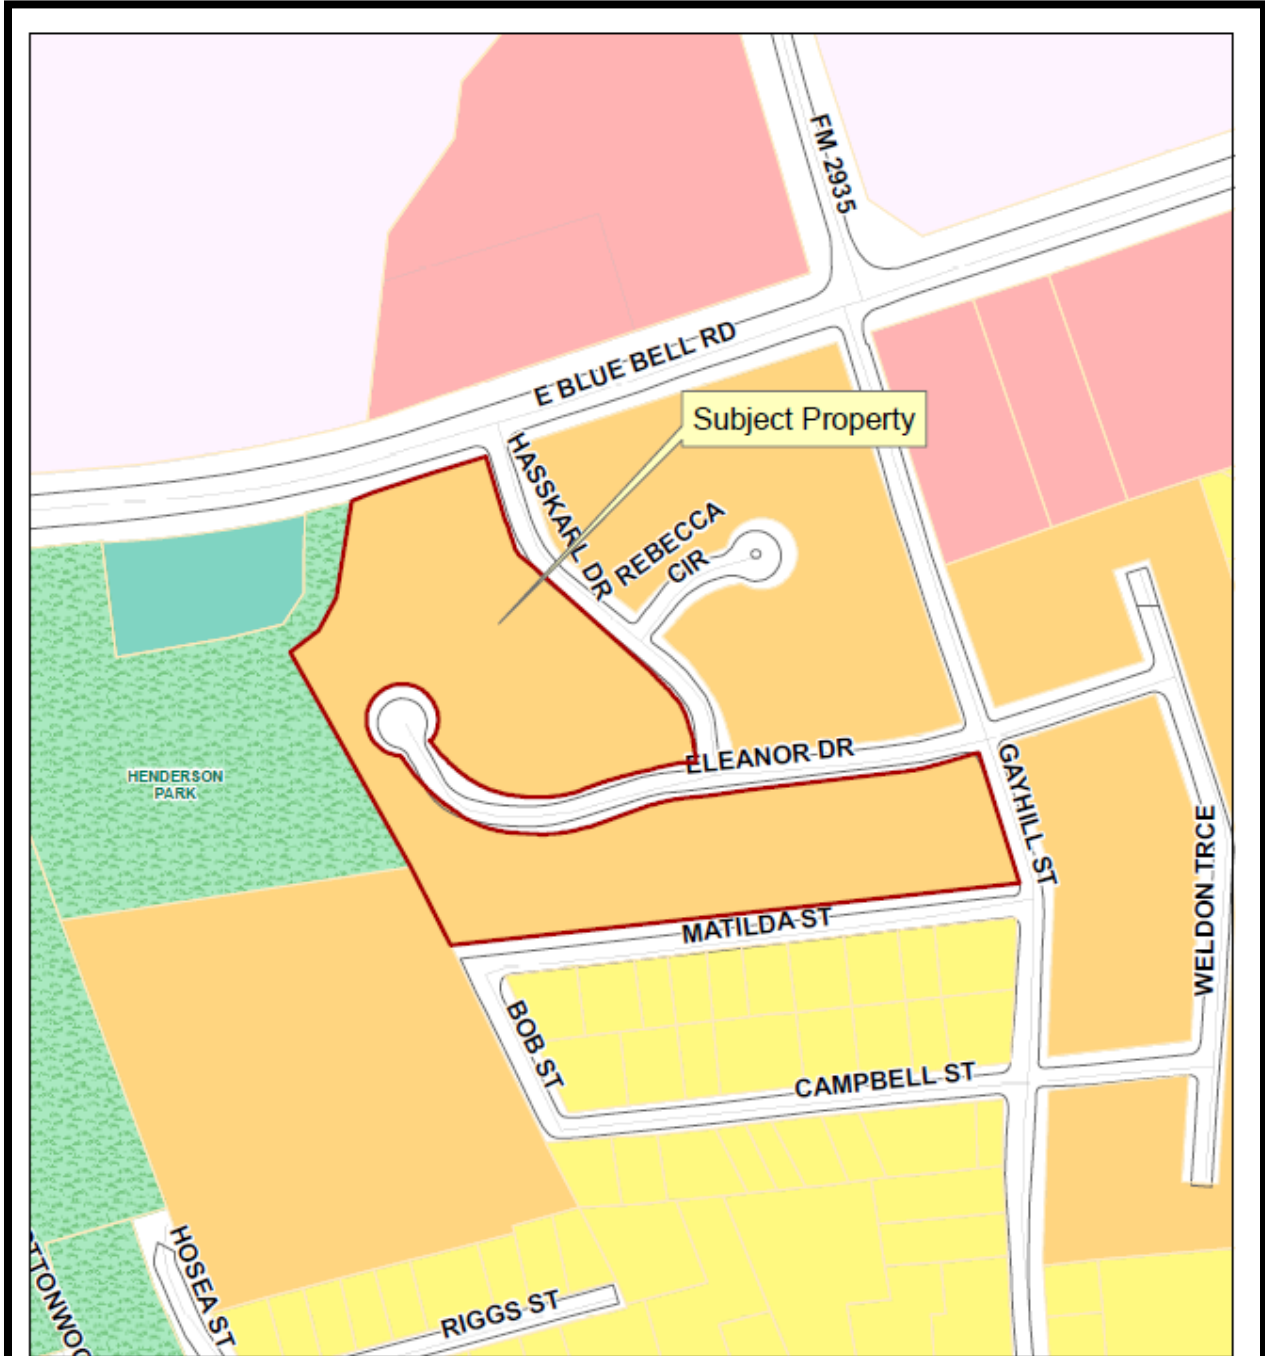 FM 2935
E BLUE BELL RD
Subject Property
HASSKARL DR
REBECCA
CIR
ELEANOR DR
GAYHILL ST
HENDERSON
PARK
WELDON TRCE
MATILDA ST
BOB ST
CAMPBELL ST
HOSEA ST
RIGGS ST